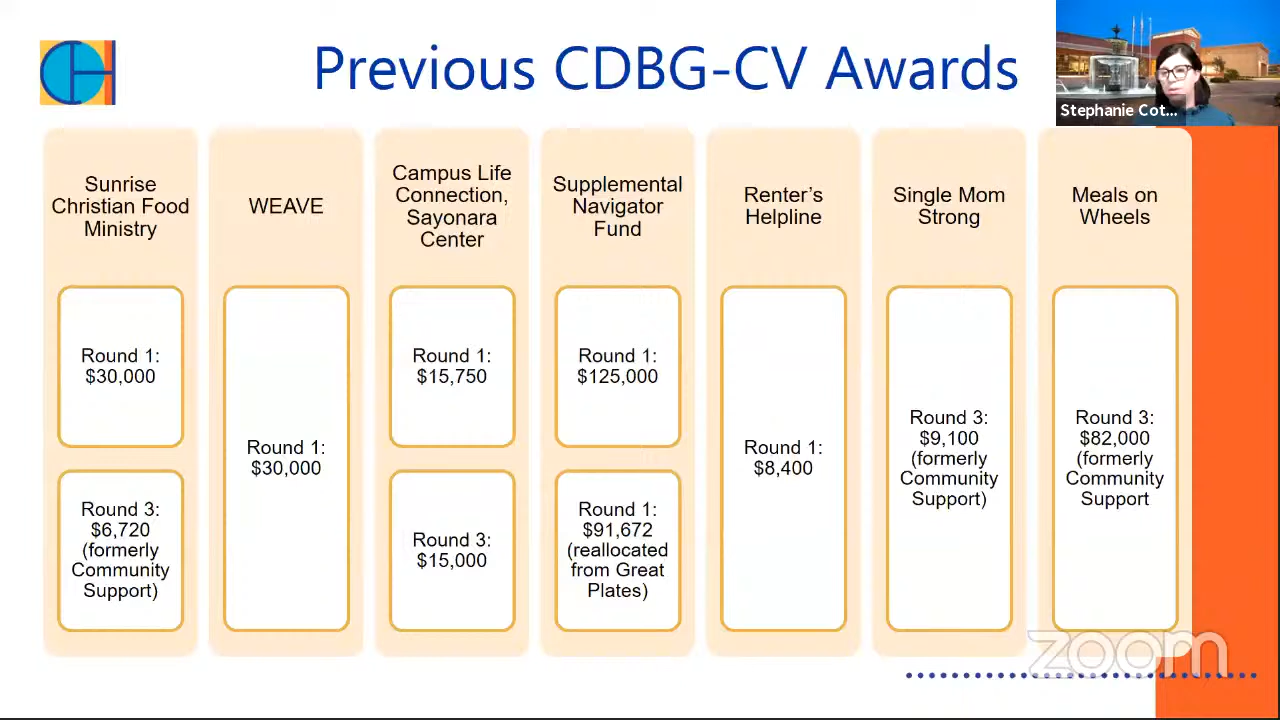 Previous CDBG-CV Awards
Stephanie Cot...
Sunrise
Christian Food
Ministry
Round 1:
$30,000
Round 3:
$6,720
(formerly
Community
Support)
WEAVE
Round 1:
$30,000
Campus Life
Connection,
Sayonara
Center
Round 1:
$15,750
Round 3:
$15,000
Supplemental
Navigator
Fund
Round 1:
$125,000
Round 1:
$91,672
(reallocated
from Great
Plates)
Renter’s
Helpline
Round 1:
$8,400
Single Mom
Strong
Round 3:
$9,100
(formerly
Community
Support)
Meals on
Wheels
Round 3:
$82,000
(formerly
Community
Support
zoom